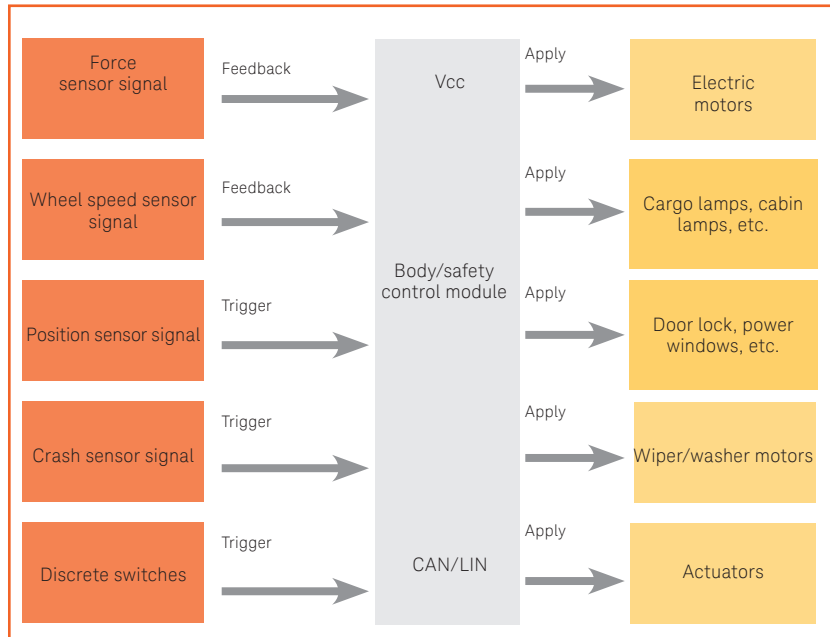 Force
sensor signal
Feedback
Vcc
Apply
Electric
motors
Wheel speed sensor
signal
Feedback
Apply
Cargo lamps, cabin
lamps, etc.
Body/safety
control module
Position sensor signal
Trigger
Apply
Door lock, power
windows, etc.
Crash sensor signal
Trigger
Apply
Wiper/washer motors
Discrete switches
Trigger
CAN/LIN
Apply
Actuators